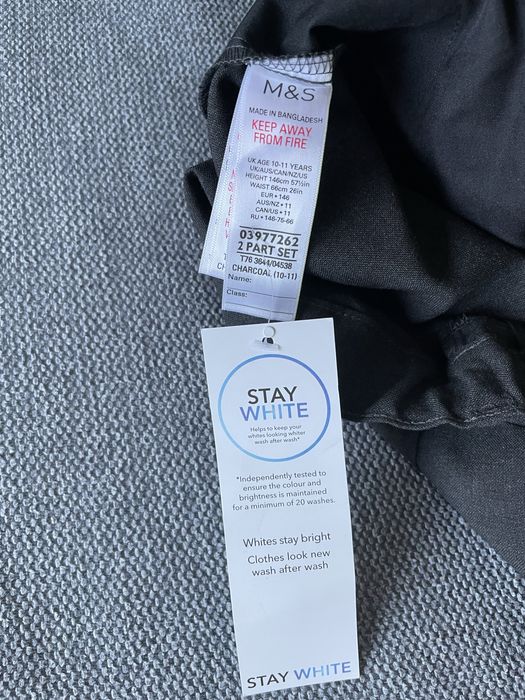 M&S
MADE IN BANGLADESH
KEEP AWAY
FROM FIRE
UK AGE 10-11 YEARS
UK/AUS/CAN/NZ/US
HEIGHT 146cm 57½in
WAIST 66cm 26in
EUR • 146
AUS/NZ • 11
CAN/US • 11
RU • 146-75-66
03977262
2 PART SET
T76 3644/04538
CHARCOAL (10-11)
Name:
Class:
STAY
WHITE
Helps to keep your
whites looking whiter
wash after wash*
*Independently tested to
ensure the colour and
brightness is maintained
for a minimum of 20 washes.
Whites stay bright
Clothes look new
wash after wash
STAY WHITE